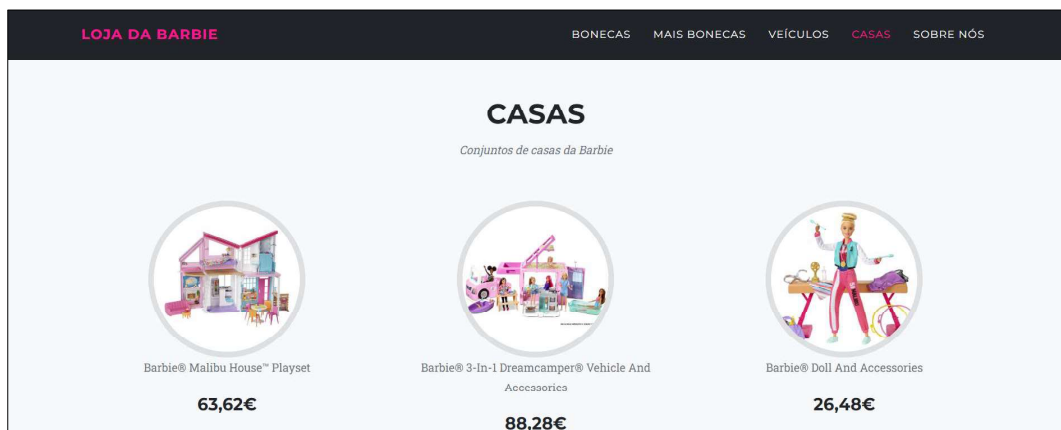 LOJA DA BARBIE
BONECAS MAIS BONECAS VEÍCULOS CASAS SOBRE NÓS
CASAS
Conjuntos de casas da Barbie
Barbie® Malibu House™ Playset
63,62€
Barbie® 3-In-1 Dreamcamper® Vehicle And
Accessories
88,28€
Barbie® Doll And Accessories
26,48€